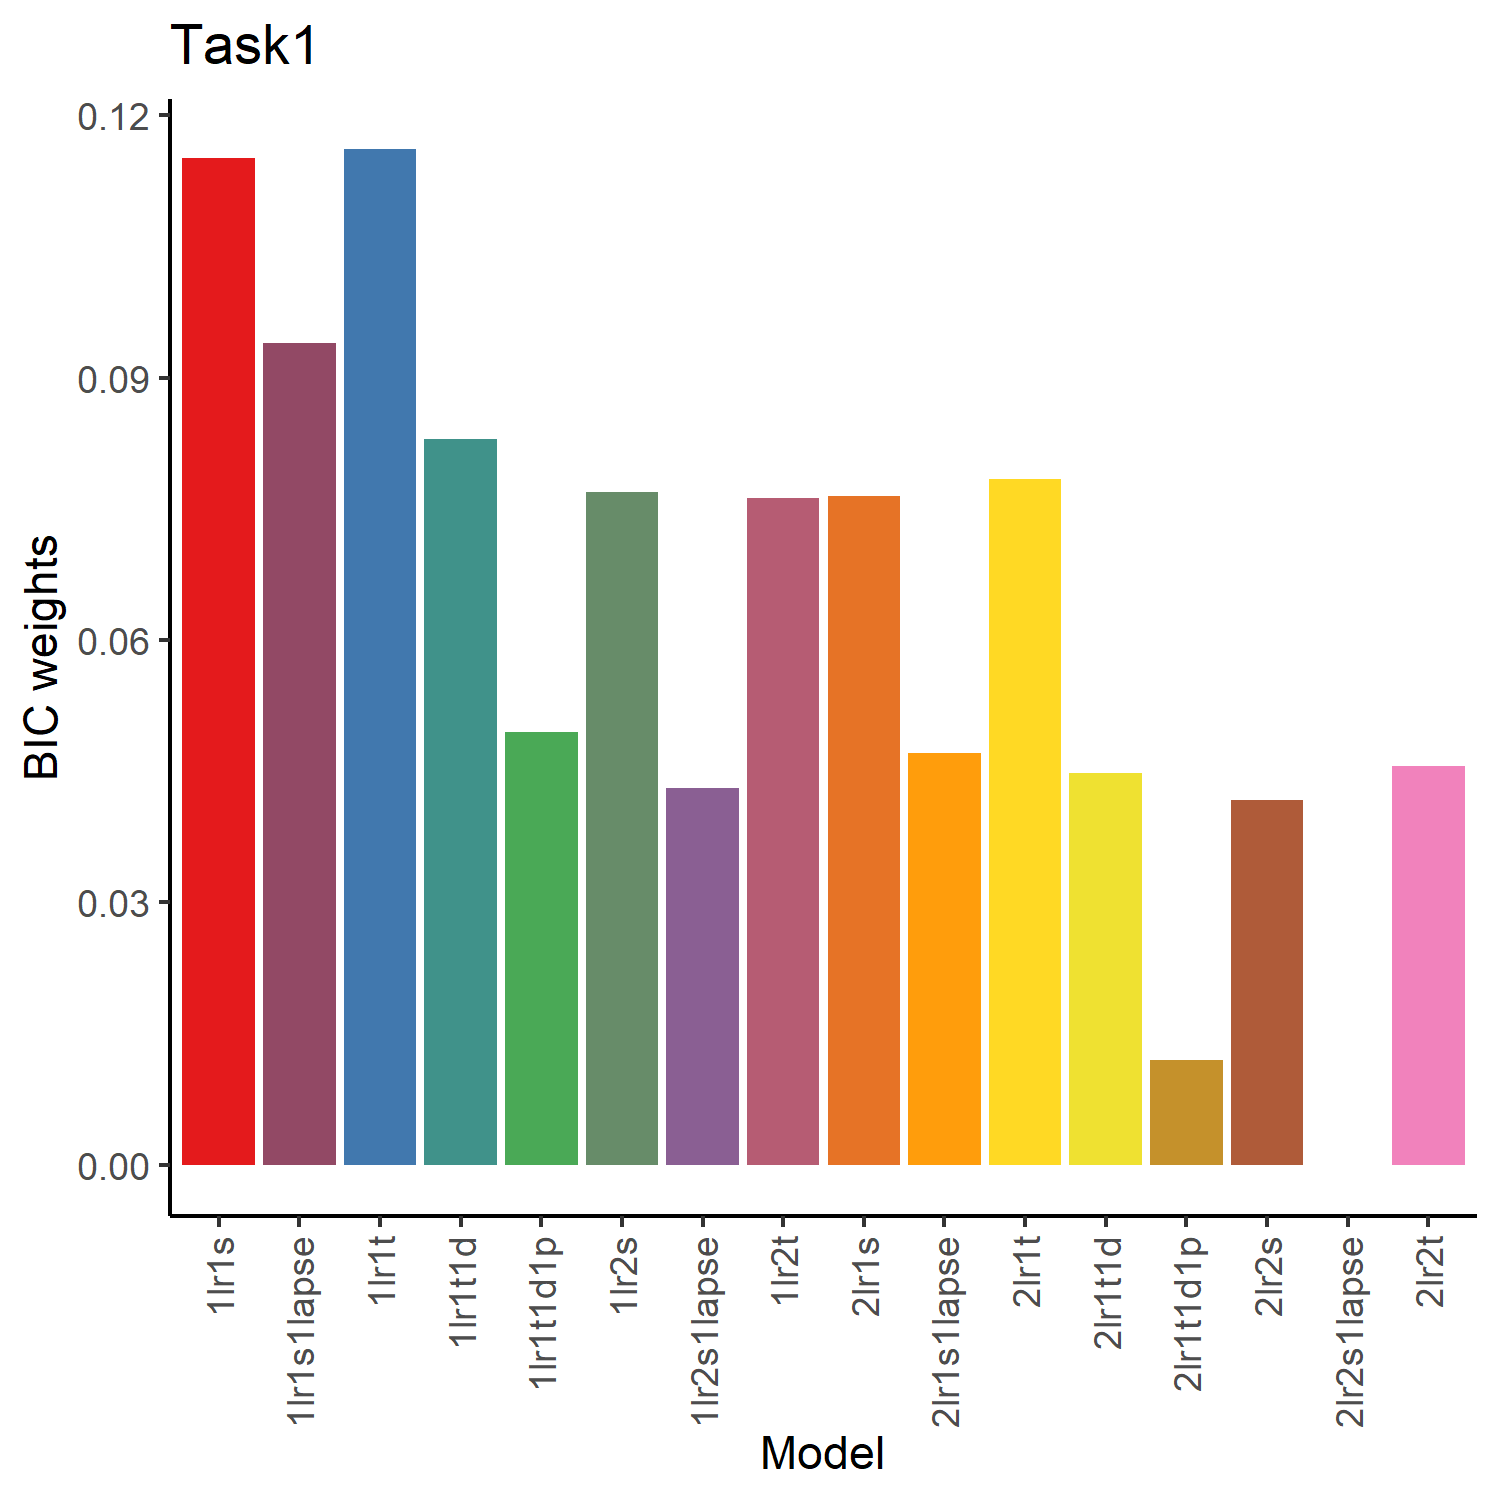 Task1
0.12
0.09
0.06
0.03
0.00
BIC weights
1lr1s
1lr1s1lapse
1lr1t
1lr1t1d
1lr1t1d1p
1lr2s
1lr2s1lapse
1lr2t
2lr1s
2lr1s1lapse
2lr1t
2lr1t1d
2lr1t1d1p
2lr2s
2lr2s1lapse
2lr2t
Model